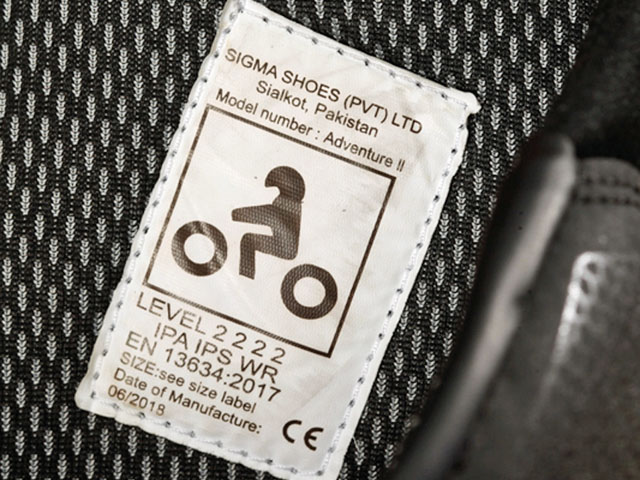 SIGMA SHOES (PVT) LTD
Sialkot, Pakistan
Model number : Adventure II
LEVEL 2 2 2 2
IPA IPS WR
EN 13634:2017
SIZE:see size label
Date of Manufacture:
06/2018
CE